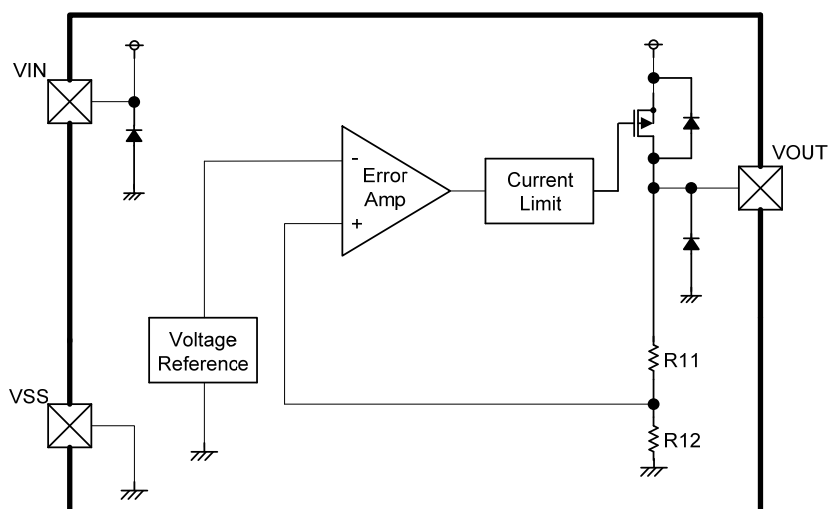 VIN
VOUT
-
Error
Amp
+
Current
Limit
Voltage
Reference
R11
VSS
R12